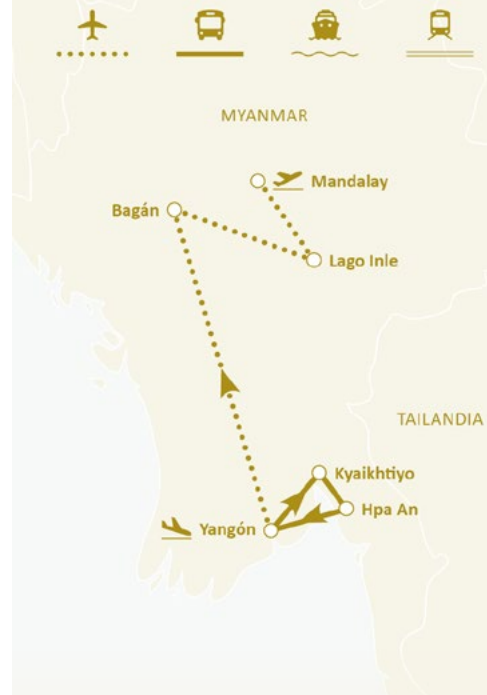 MYANMAR
Mandalay
Bagán
Lago Inle
TAILANDIA
Kyaikhtiyo
Hpa An
Yangón